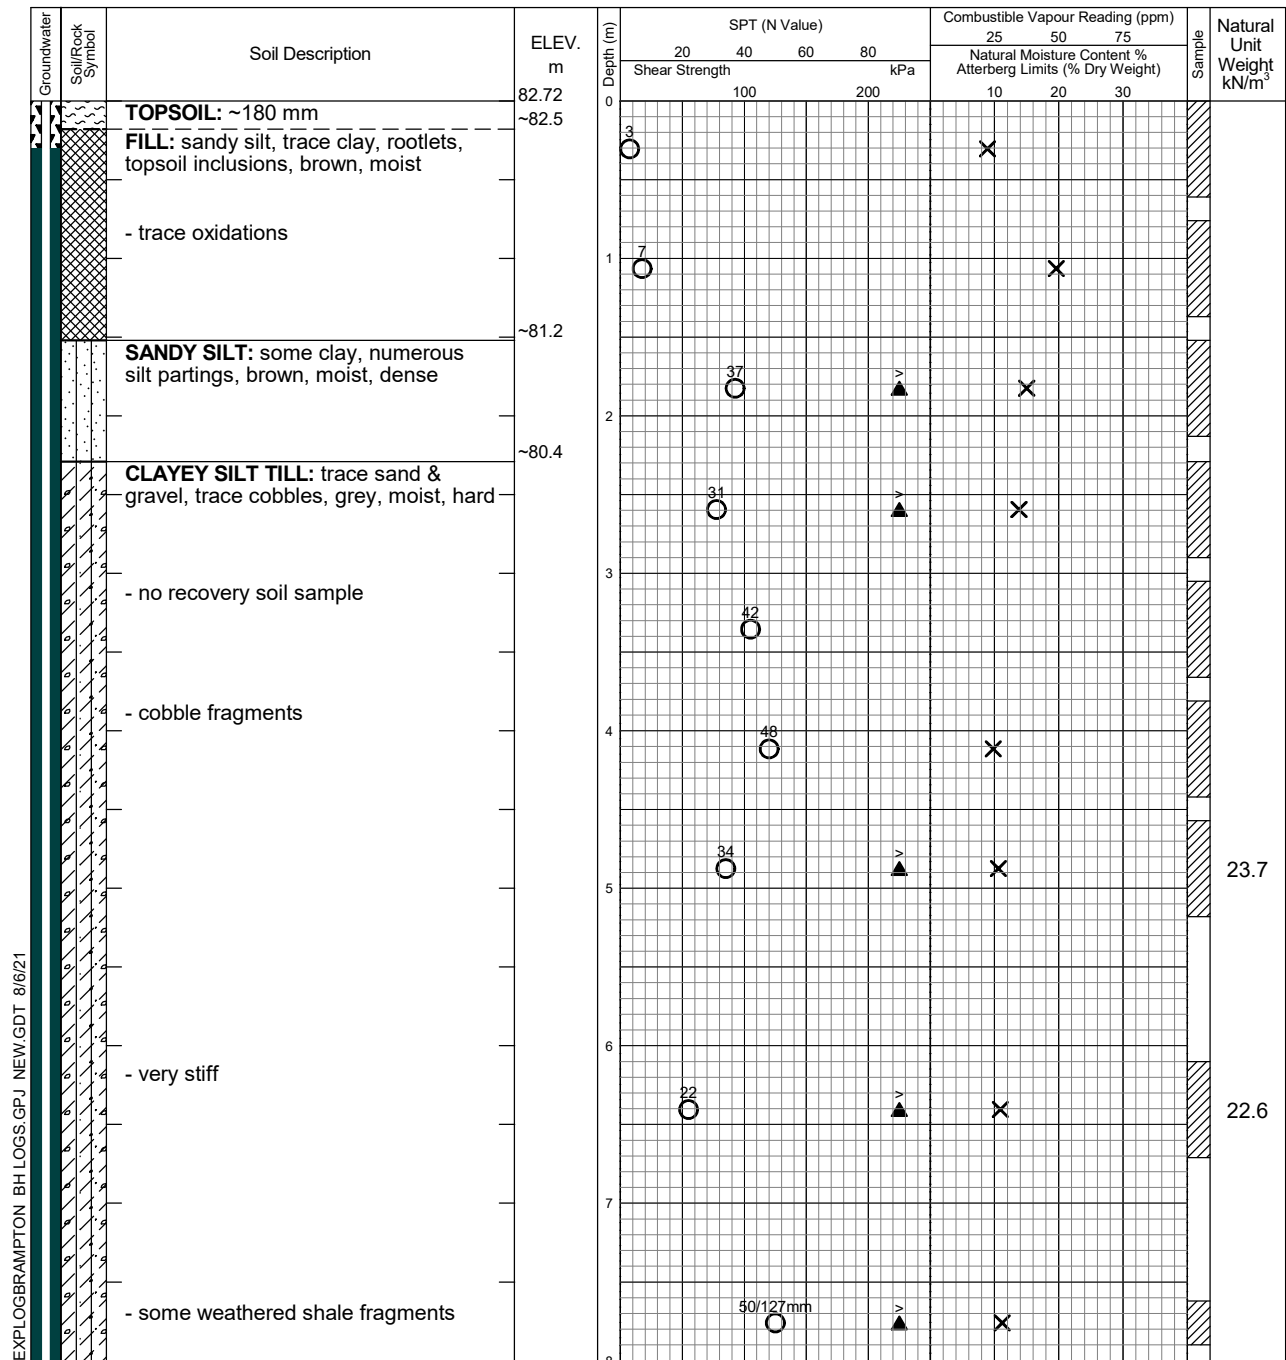 Groundwater
Soil/Rock
Symbol
Soil Description
ELEV.
m
Depth (m)
SPT (N Value)
20 40 60 80
Shear Strength kPa
100 200
Combustible Vapour Reading (ppm)
25 50 75
Natural Moisture Content %
Atterberg Limits (% Dry Weight)
10 20 30
Sample
Natural
Unit
Weight
kN/m³
82.72
0
TOPSOIL: ~180 mm
~82.5
FILL: sandy silt, trace clay, rootlets,
topsoil inclusions, brown, moist
3
- trace oxidations
7
1
~81.2
SANDY SILT: some clay, numerous
silt partings, brown, moist, dense
37
>
2
~80.4
CLAYEY SILT TILL: trace sand &
gravel, trace cobbles, grey, moist, hard
31
>
3
- no recovery soil sample
42
- cobble fragments
4
48
34
>
23.7
5
6
- very stiff
22
>
22.6
7
- some weathered shale fragments
50/127mm
>
8
EXPLOGBRAMPTON BH LOGS.GPJ NEW.GDT 8/6/21